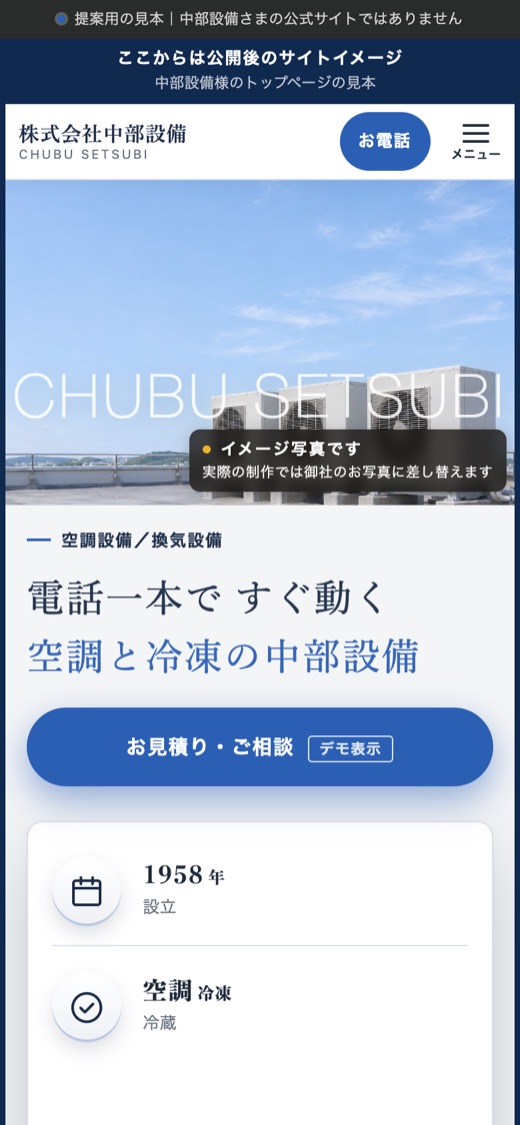 提案用の見本｜中部設備さまの公式サイトではありません
ここからは公開後のサイトイメージ
中部設備様のトップページの見本
株式会社中部設備
CHUBU SETSUBI
お電話
メニュー
CHUBU SETSUBI
イメージ写真です
実際の制作では御社のお写真に差し替えます
空調設備／換気設備
電話一本で すぐ動く
空調と冷凍の中部設備
お見積り・ご相談 デモ表示
1958 年
設立
空調 冷凍
冷蔵